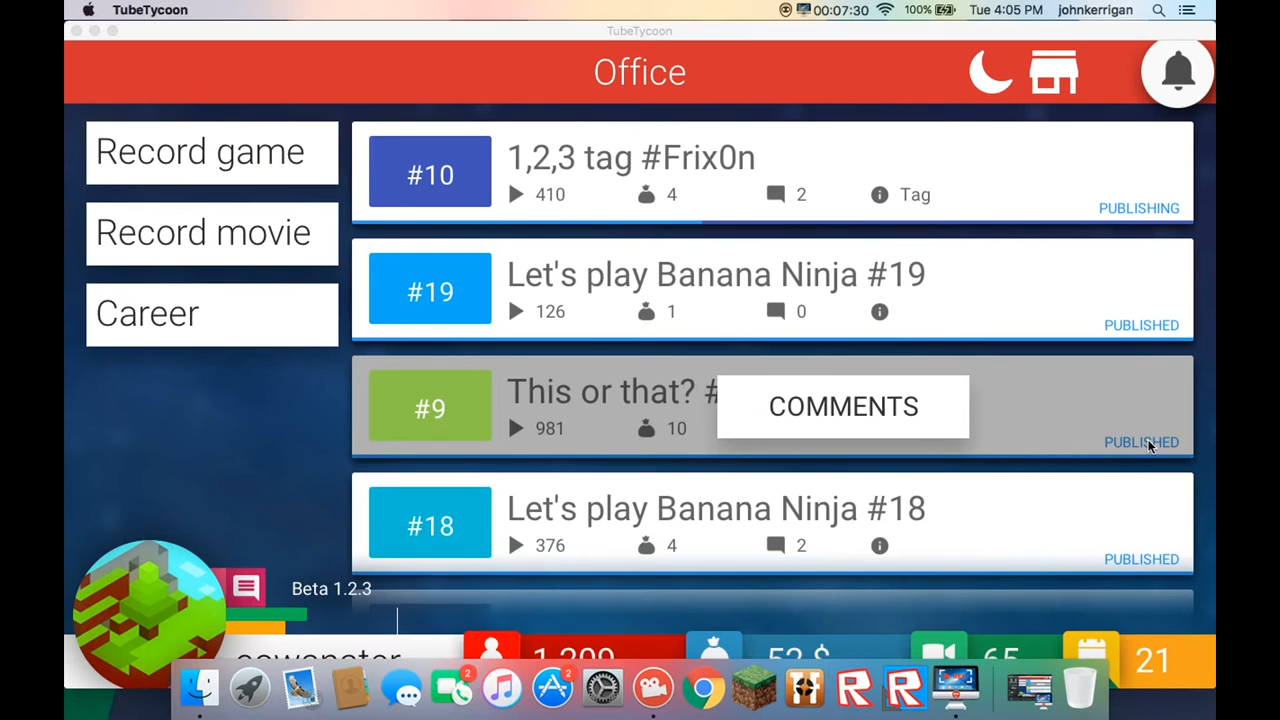 TubeTycoon
00:07:30
100%
Tue 4:05 PM
johnkerrigan
TubeTycoon
Office
Record game
Record movie
Career
#10
1,2,3 tag #Frix0n
410
4
2
Tag
PUBLISHING
#19
Let's play Banana Ninja #19
126
1
0
PUBLISHED
#9
This or that? #
981
10
COMMENTS
PUBLISHED
#18
Let's play Banana Ninja #18
376
4
2
PUBLISHED
Beta 1.2.3
65
21
2
2